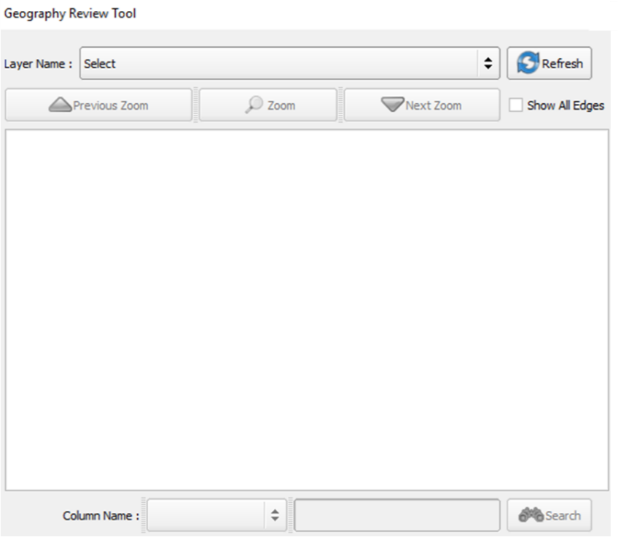 Geography Review Tool
Layer Name : Select Refresh
Previous Zoom Zoom Next Zoom Show All Edges
Column Name : Search